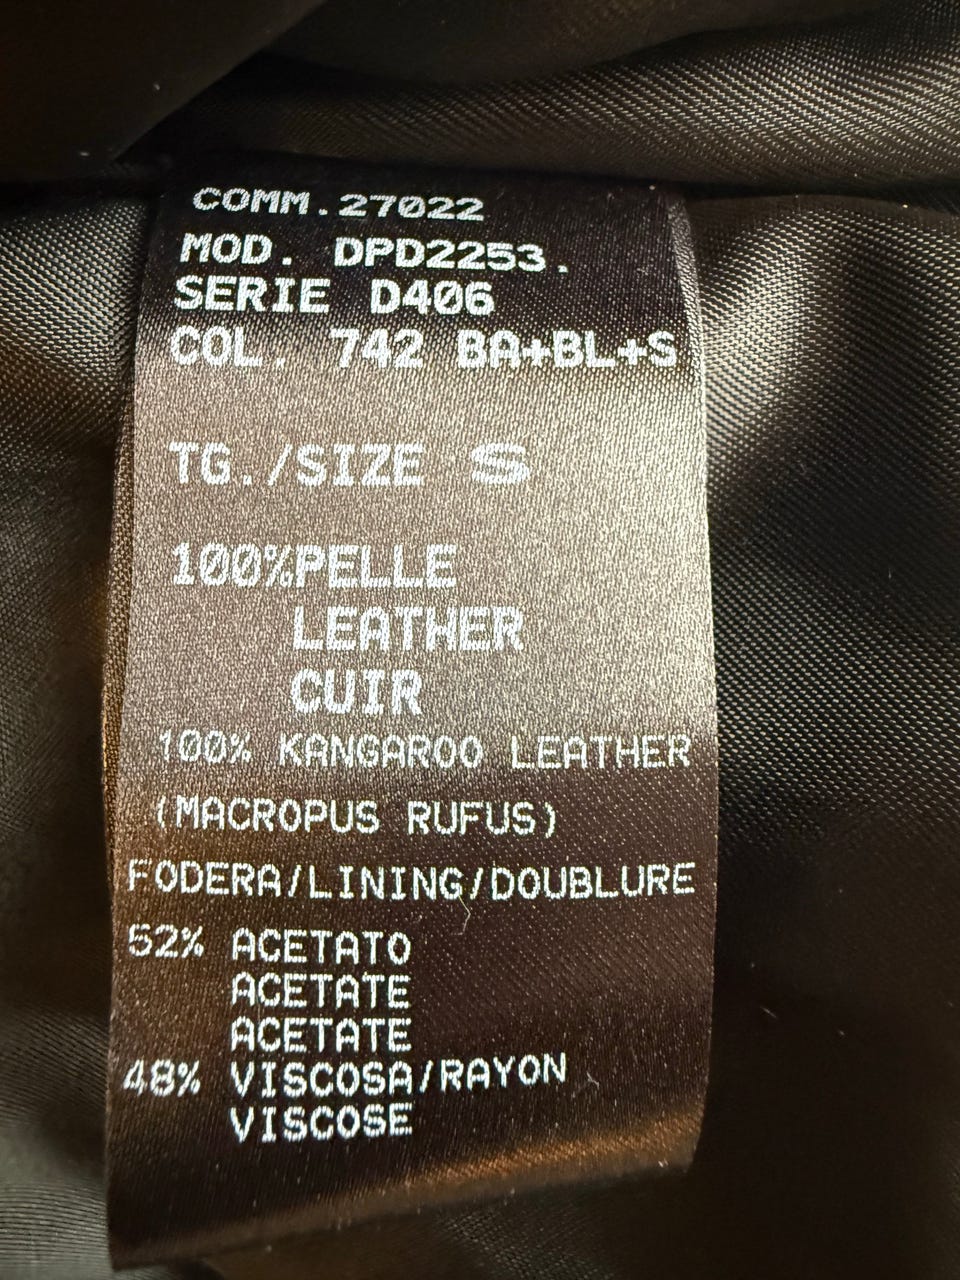 COMM.27022
MOD. DPD2253.
SERIE D406
COL. 742 BA+BL+S
TG./SIZE S
100%PELLE
LEATHER
CUIR
100% KANGAROO LEATHER
(MACROPUS RUFUS)
FODERA/LINING/DOUBLURE
52% ACETATO
ACETATE
ACETATE
48% VISCOSA/RAYON
VISCOSE